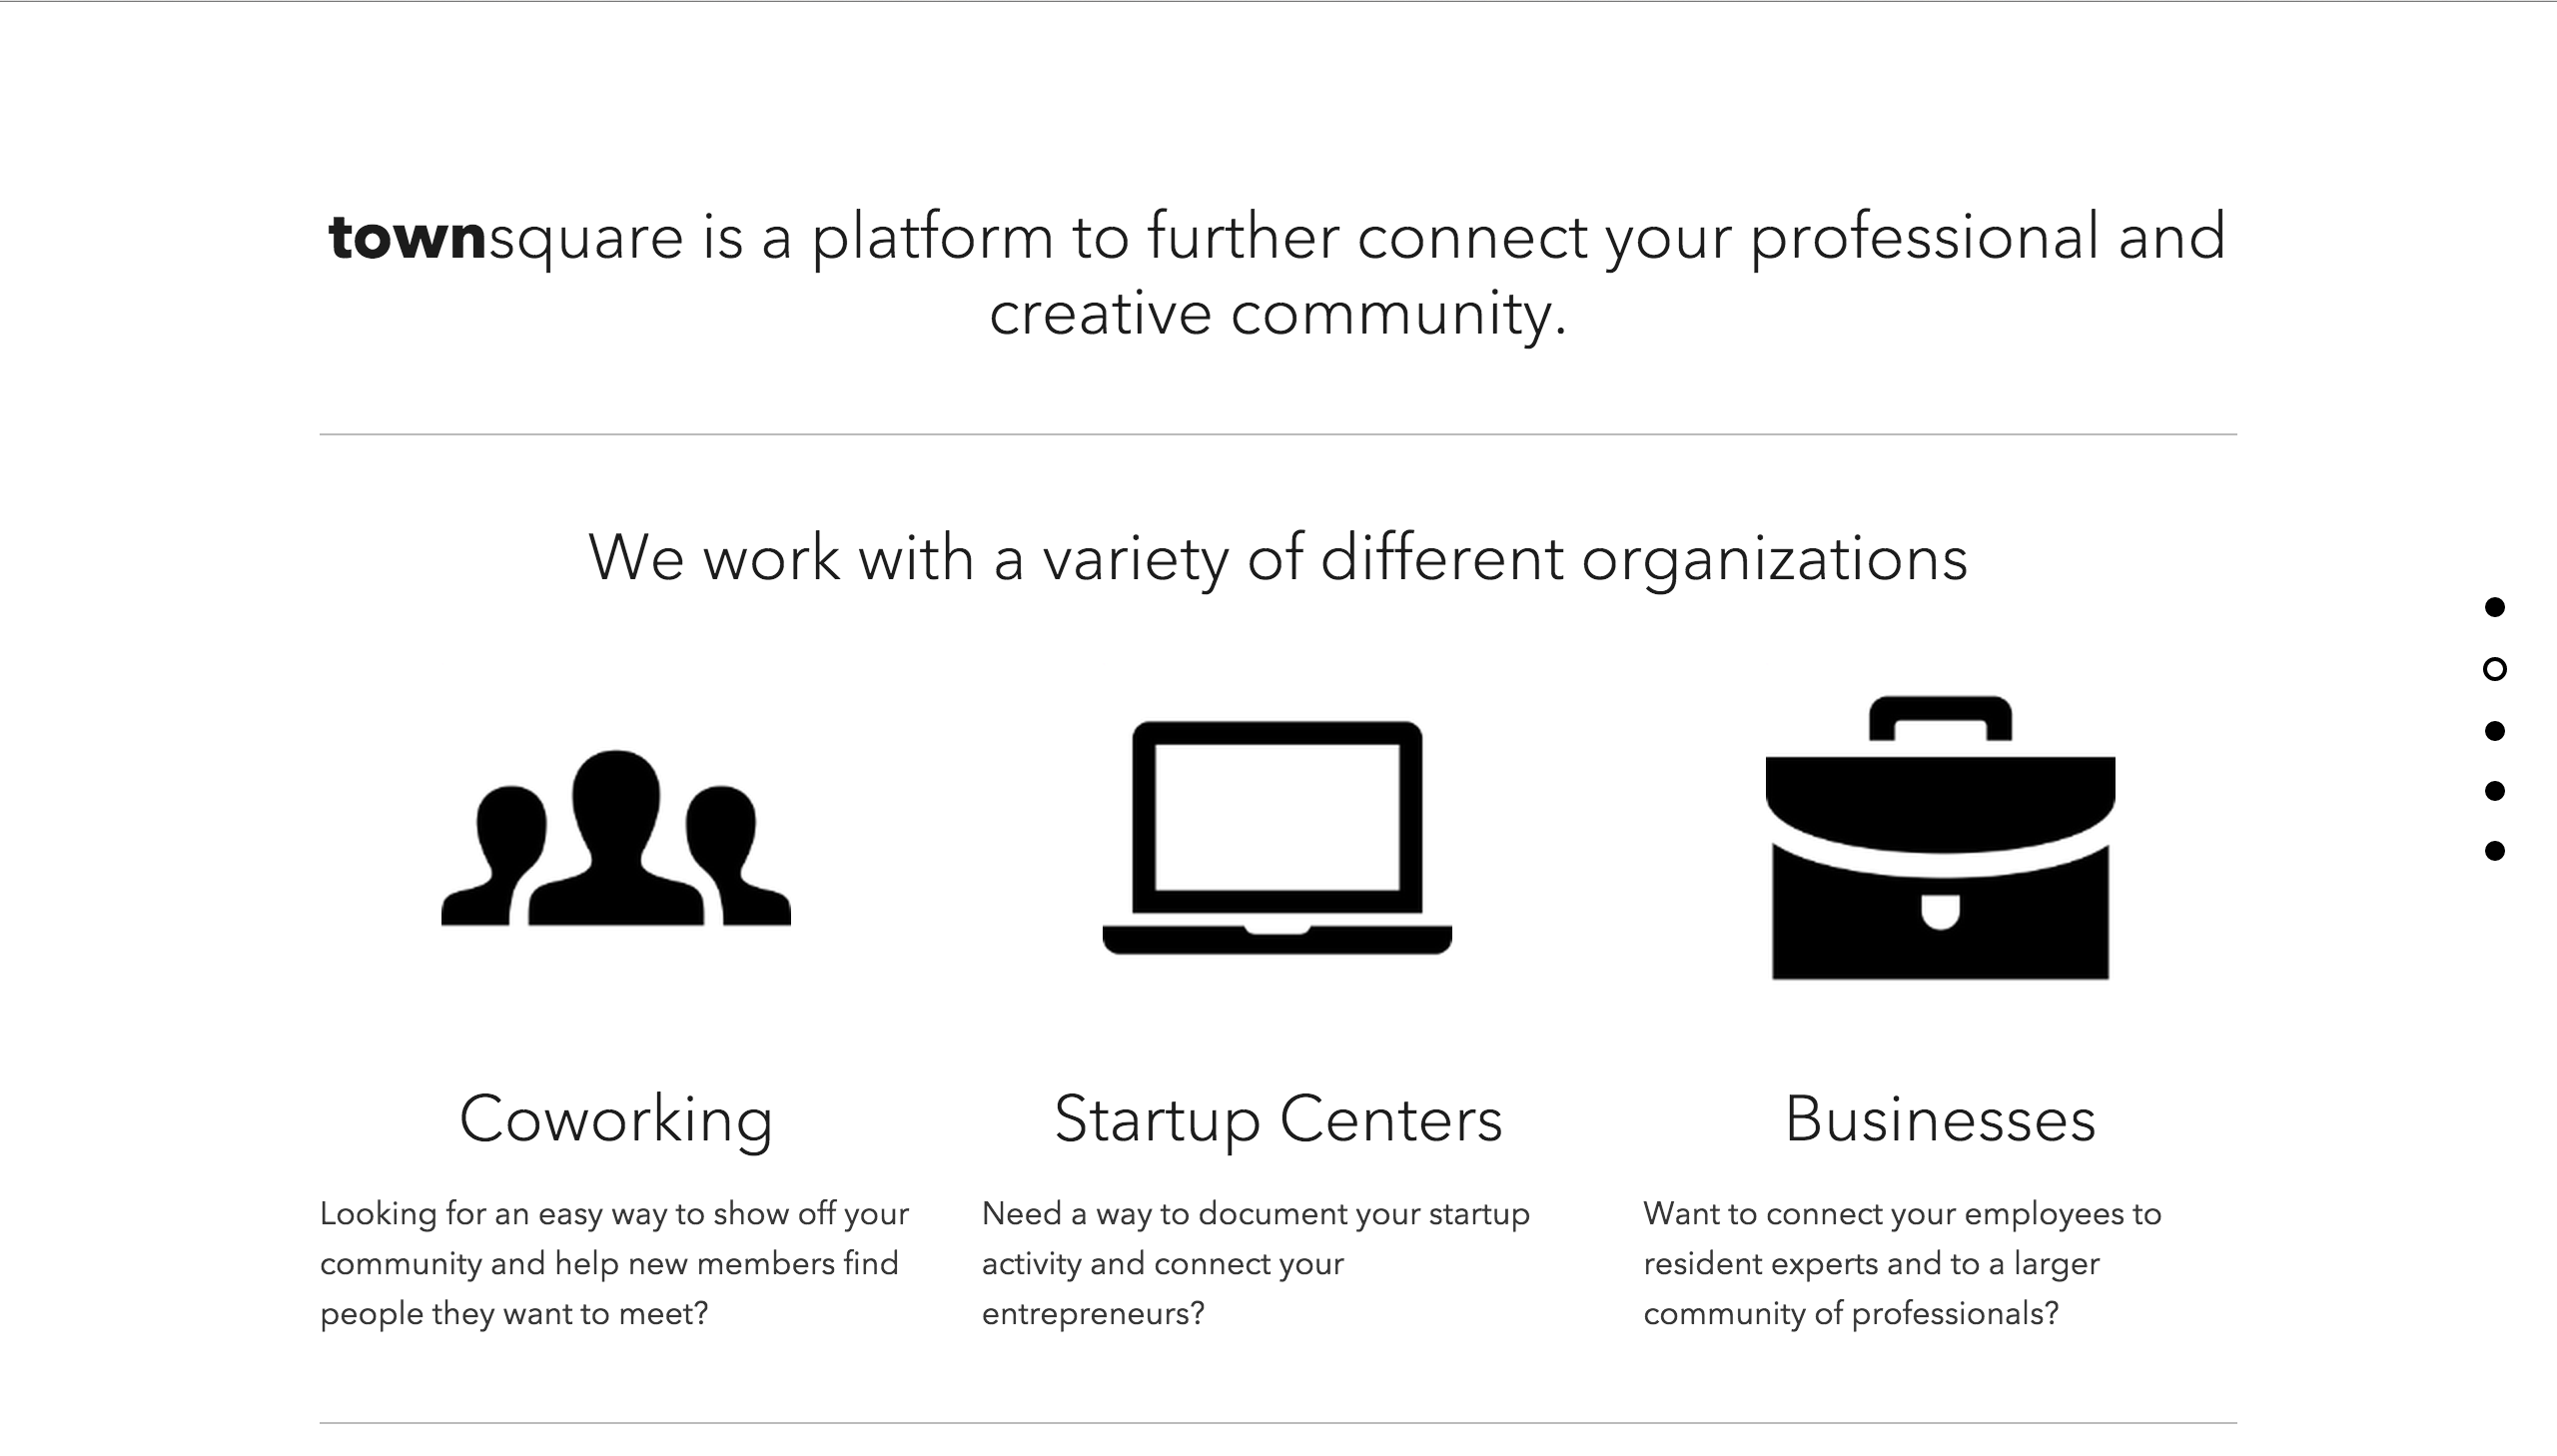 townsquare is a platform to further connect your professional and
creative community.
We work with a variety of different organizations
Coworking
Looking for an easy way to show off your
community and help new members find
people they want to meet?
Startup Centers
Need a way to document your startup
activity and connect your
entrepreneurs?
Businesses
Want to connect your employees to
resident experts and to a larger
community of professionals?